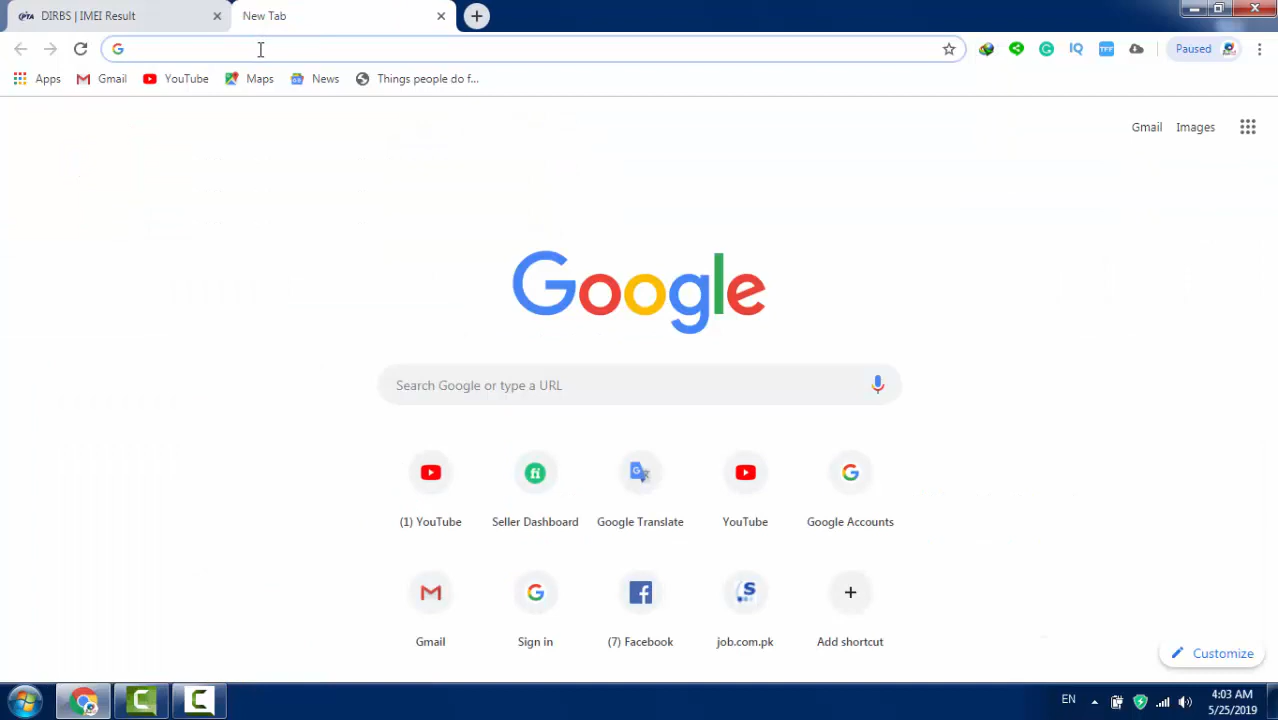 DIRBS | IMEI Result
New Tab
Paused
Apps
Gmail
YouTube
Maps
News
Things people do f...
Gmail
Images
Google
Search Google or type a URL
(1) YouTube
Seller Dashboard
Google Translate
YouTube
Google Accounts
Gmail
Sign in
(7) Facebook
job.com.pk
Add shortcut
Customize
EN
4:03 AM
5/25/2019